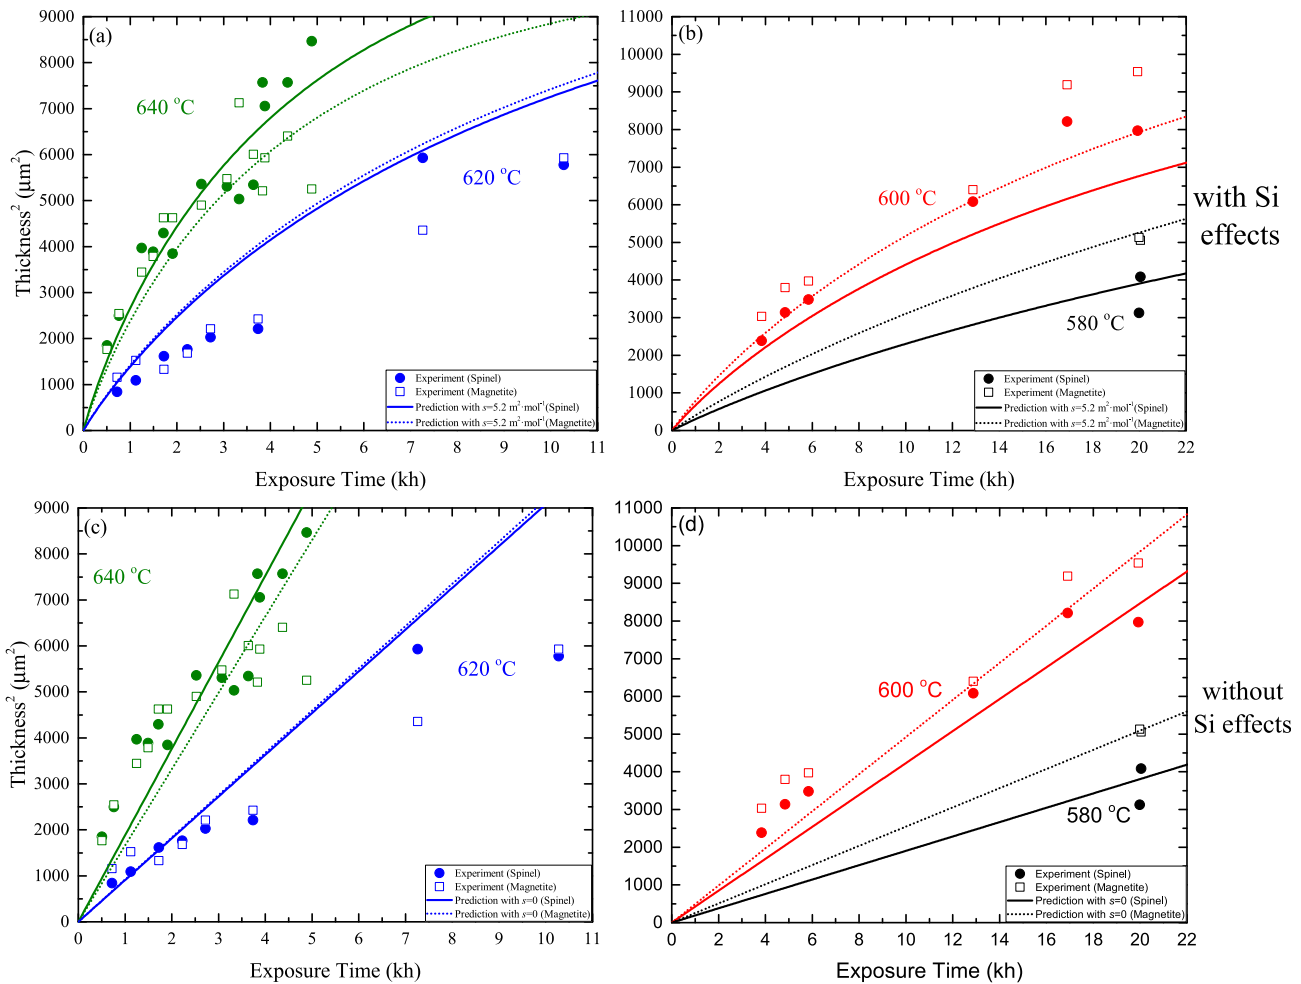 (a)
640 °C
620 °C
Thickness² (µm²)
9000
8000
7000
6000
5000
4000
3000
2000
1000
0
0 1 2 3 4 5 6 7 8 9 10 11
Exposure Time (kh)
Experiment (Spinel)
Experiment (Magnetite)
Prediction with s=5.2 m²·mol⁻¹(Spinel)
Prediction with s=5.2 m²·mol⁻¹(Magnetite)
(b)
600 °C
580 °C
11000
10000
9000
8000
7000
6000
5000
4000
3000
2000
1000
0
0 2 4 6 8 10 12 14 16 18 20 22
Exposure Time (kh)
Experiment (Spinel)
Experiment (Magnetite)
Prediction with s=5.2 m²·mol⁻¹(Spinel)
Prediction with s=5.2 m²·mol⁻¹(Magnetite)
with Si
effects
(c)
640 °C
620 °C
Thickness² (µm²)
9000
8000
7000
6000
5000
4000
3000
2000
1000
0
0 1 2 3 4 5 6 7 8 9 10 11
Exposure Time (kh)
Experiment (Spinel)
Experiment (Magnetite)
Prediction with s=0 (Spinel)
Prediction with s=0 (Magnetite)
(d)
600 °C
580 °C
11000
10000
9000
8000
7000
6000
5000
4000
3000
2000
1000
0
0 2 4 6 8 10 12 14 16 18 20 22
Exposure Time (kh)
Experiment (Spinel)
Experiment (Magnetite)
Prediction with s=0 (Spinel)
Prediction with s=0 (Magnetite)
without
Si effects